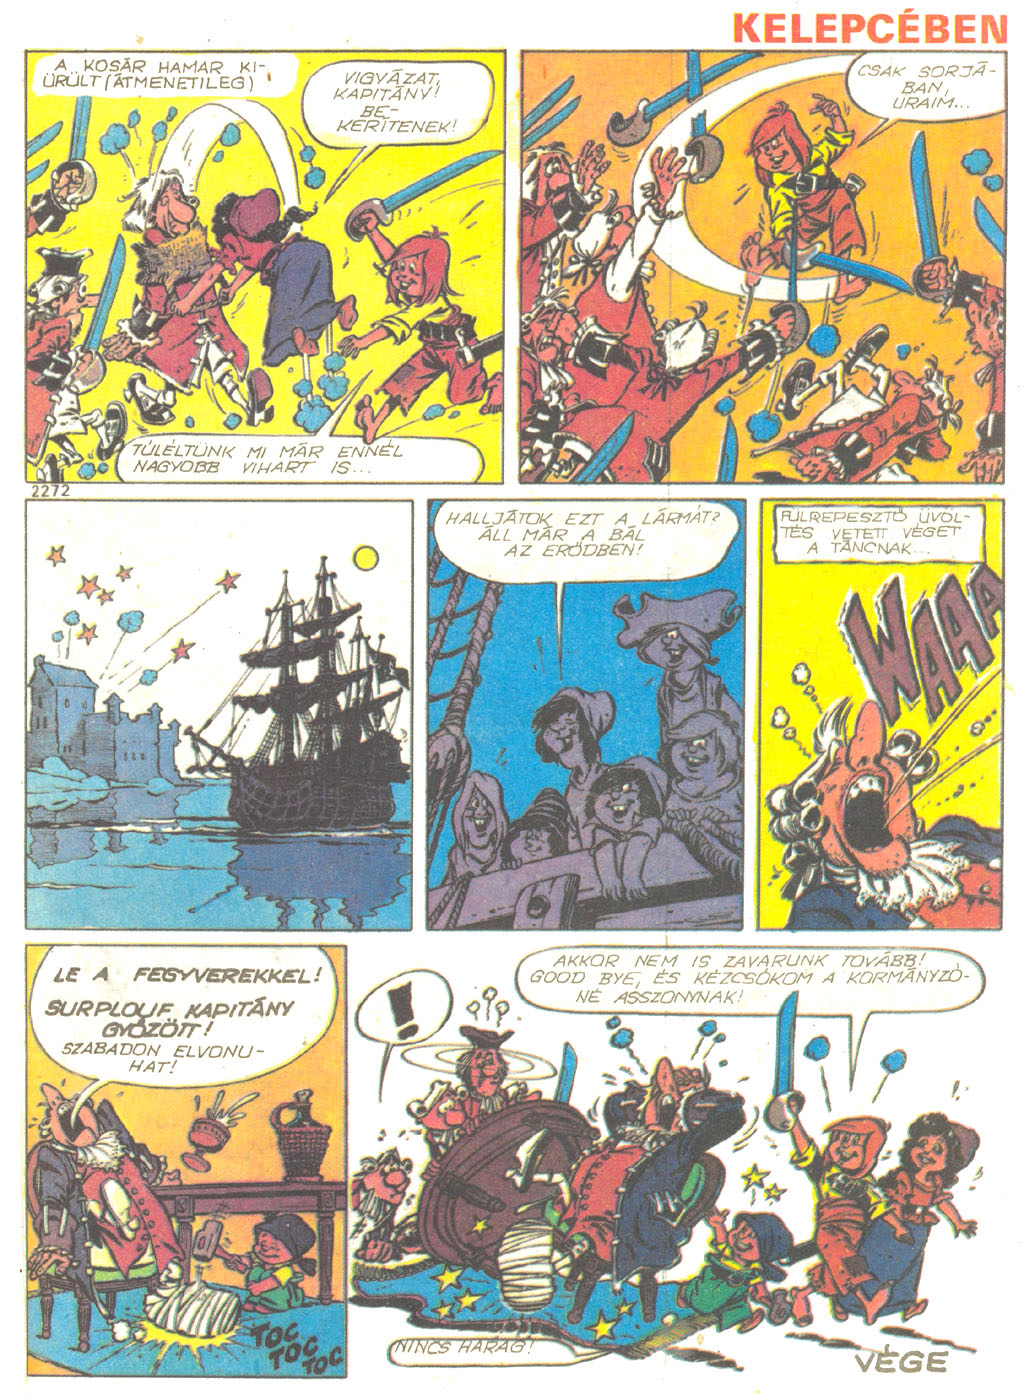 KELEPCÉBEN
A KOSÁR HAMAR KI-
ÜRÜLT (ÁTMENETILEG)
VIGYÁZAT,
KAPITÁNY!
BE-
KERÍTENEK!
TÚLÉLTÜNK MI MÁR ENNÉL
NAGYOBB VIHART IS...
CSAK SORJÁ-
BAN,
URAIM...
2272
HALLJÁTOK EZT A LÁRMÁT?
ÁLL MÁR A BÁL
AZ ERŐDBEN!
FÜLREPESZTŐ ÜVÖL-
TÉS VETETT VÉGET
A TÁNCNAK...
WAAA
LE A FEGYVEREKKEL!
SURPLOUF KAPITÁNY
GYŐZÖTT!
SZABADON ELVONU-
HAT!
TOC
TOC
TOC
!
AKKOR NEM IS ZAVARUNK TOVÁBB!
GOOD BYE, ÉS KÉZCSÓKOM A KORMÁNYZÓ-
NÉ ASSZONYNAK!
NINCS HARAG!
VÉGE